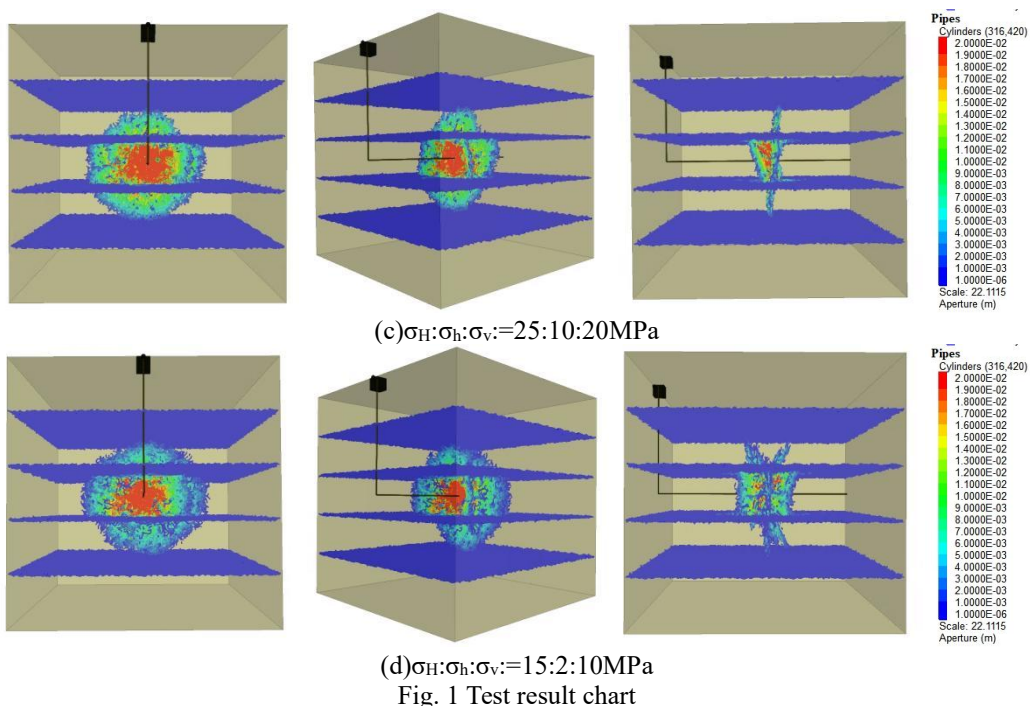 Pipes
Cylinders (316,420)
2.0000E-02
1.9000E-02
1.7000E-02
1.6000E-02
1.5000E-02
1.4000E-02
1.3000E-02
1.2000E-02
1.1000E-02
1.0000E-02
9.0000E-03
8.0000E-03
7.0000E-03
6.0000E-03
5.0000E-03
4.0000E-03
3.0000E-03
2.0000E-03
1.0000E-03
1.0000E-06
Scale: 22.1115
Aperture (m)
(c)σH:σh:σv:=25:10:20MPa
Pipes
Cylinders (316,420)
2.0000E-02
1.9000E-02
1.7000E-02
1.6000E-02
1.5000E-02
1.4000E-02
1.3000E-02
1.2000E-02
1.1000E-02
1.0000E-02
9.0000E-03
8.0000E-03
7.0000E-03
6.0000E-03
5.0000E-03
4.0000E-03
3.0000E-03
2.0000E-03
1.0000E-03
1.0000E-06
Scale: 22.1115
Aperture (m)
(d)σH:σh:σv:=15:2:10MPa
Fig. 1 Test result chart